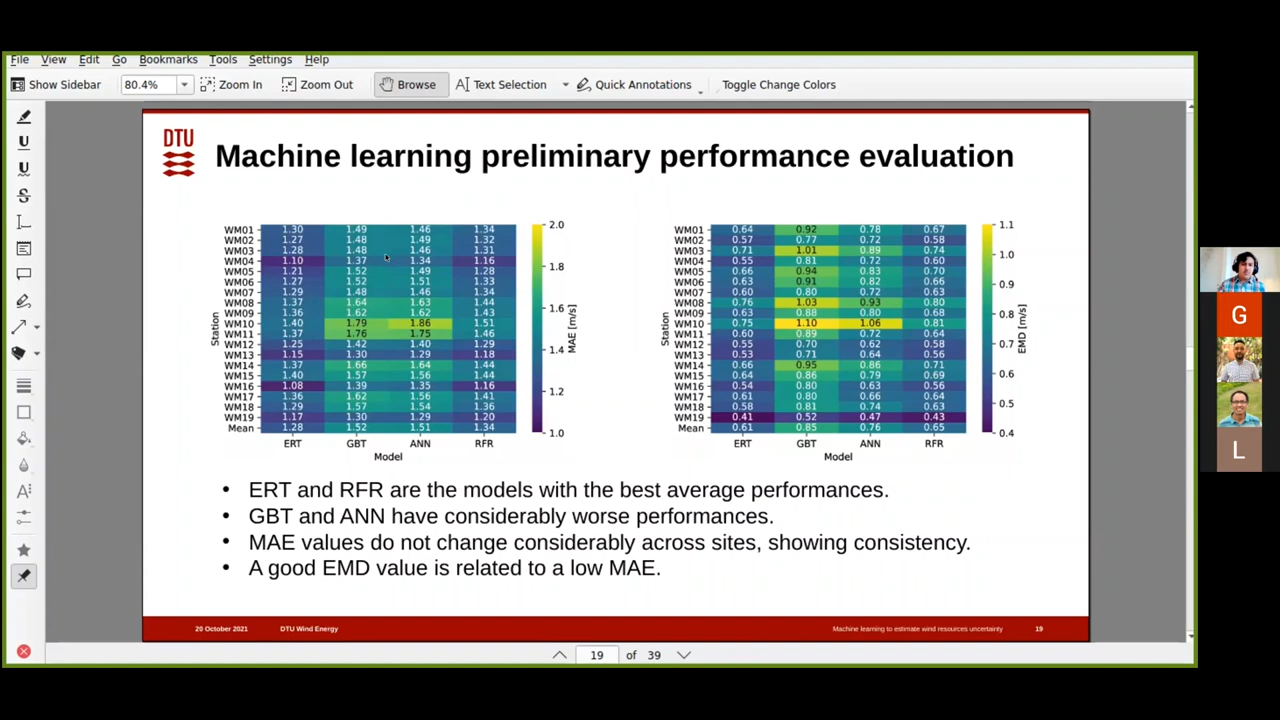 File View Edit Go Bookmarks Tools Settings Help
Show Sidebar 80.4% Zoom In Zoom Out Browse Text Selection Quick Annotations Toggle Change Colors
DTU
Machine learning preliminary performance evaluation
WM01 1.30 1.49 1.46 1.34
WM02 1.27 1.48 1.49 1.32
WM03 1.28 1.48 1.46 1.31
WM04 1.10 1.37 1.34 1.16
WM05 1.21 1.52 1.49 1.28
WM06 1.27 1.52 1.51 1.33
WM07 1.29 1.48 1.46 1.34
WM08 1.37 1.64 1.63 1.44
WM09 1.36 1.62 1.62 1.43
WM10 1.40 1.79 1.86 1.51
WM11 1.37 1.76 1.75 1.46
WM12 1.25 1.42 1.40 1.29
WM13 1.15 1.30 1.29 1.18
WM14 1.37 1.66 1.64 1.44
WM15 1.40 1.57 1.56 1.44
WM16 1.08 1.39 1.35 1.16
WM17 1.36 1.62 1.56 1.41
WM18 1.29 1.57 1.54 1.36
WM19 1.17 1.30 1.29 1.20
Mean 1.28 1.52 1.51 1.34
ERT GBT ANN RFR
Model
Station
2.0
1.8
1.6
1.4
1.2
1.0
MAE [m/s]
WM01 0.64 0.92 0.78 0.67
WM02 0.57 0.77 0.72 0.58
WM03 0.71 1.01 0.89 0.74
WM04 0.55 0.81 0.72 0.60
WM05 0.66 0.94 0.83 0.70
WM06 0.63 0.91 0.82 0.66
WM07 0.60 0.80 0.72 0.63
WM08 0.76 1.03 0.93 0.80
WM09 0.63 0.88 0.80 0.68
WM10 0.75 1.10 1.06 0.81
WM11 0.60 0.89 0.72 0.64
WM12 0.55 0.70 0.62 0.58
WM13 0.53 0.71 0.64 0.56
WM14 0.66 0.95 0.86 0.71
WM15 0.64 0.86 0.79 0.69
WM16 0.54 0.80 0.63 0.56
WM17 0.61 0.80 0.66 0.64
WM18 0.58 0.81 0.74 0.63
WM19 0.41 0.52 0.47 0.43
Mean 0.61 0.85 0.76 0.65
ERT GBT ANN RFR
Model
Station
1.1
1.0
0.9
0.8
0.7
0.6
0.5
0.4
EMD [m/s]
• ERT and RFR are the models with the best average performances.
• GBT and ANN have considerably worse performances.
• MAE values do not change considerably across sites, showing consistency.
• A good EMD value is related to a low MAE.
20 October 2021 DTU Wind Energy Machine learning to estimate wind resources uncertainty 19
19 of 39
G
L